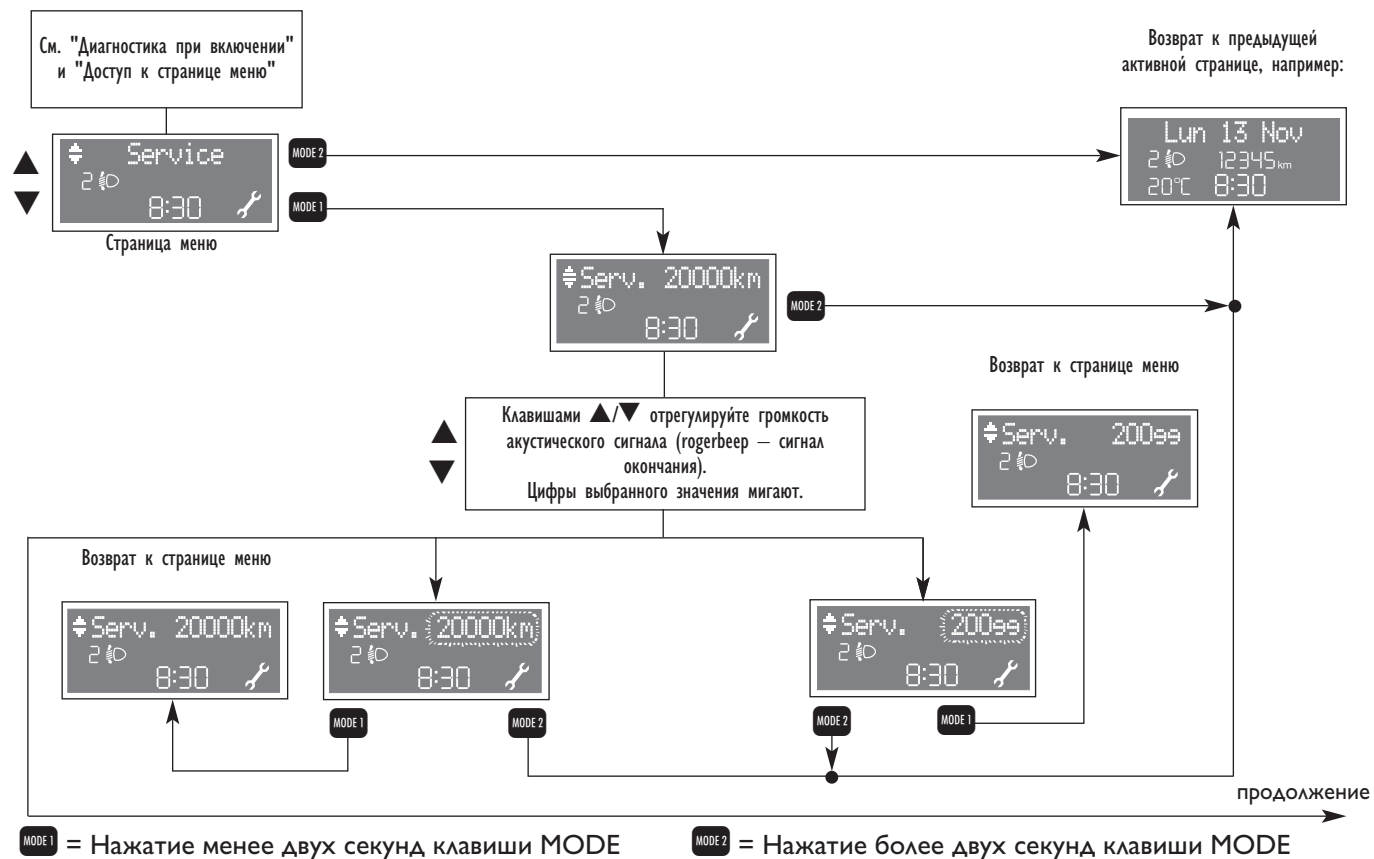 См. "Диагностика при включении"
и "Доступ к странице меню"
Возврат к предыдущей
активной странице, например:
Service
2
8:30
MODE 2
MODE 1
Страница меню
Lun 13 Nov
2 12345 km
20°C 8:30
Serv. 20000km
2
8:30
MODE 2
Клавишами ▲/▼ отрегулируйте громкость
акустического сигнала (rogerbeep – сигнал
окончания).
Цифры выбранного значения мигают.
Возврат к странице меню
Serv. 200gg
2
8:30
Возврат к странице меню
Serv. 20000km
2
8:30
Serv. 20000km
2
8:30
Serv. 200gg
2
8:30
MODE 1
MODE 2
MODE 2
MODE 1
продолжение
MODE 1 = Нажатие менее двух секунд клавиши MODE
MODE 2 = Нажатие более двух секунд клавиши MODE